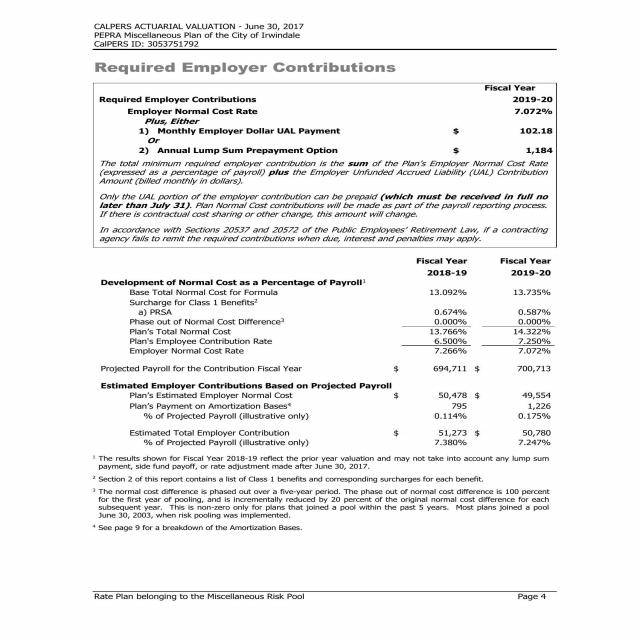 CALPERS ACTUARIAL VALUATION - June 30, 2017
PEPRA Miscellaneous Plan of the City of Irwindale
CalPERS ID: 3053751792
Required Employer Contributions
Fiscal Year
Required Employer Contributions 2019-20
Employer Normal Cost Rate 7.072%
Plus, Either
1) Monthly Employer Dollar UAL Payment $ 102.18
Or
2) Annual Lump Sum Prepayment Option $ 1,184
The total minimum required employer contribution is the sum of the Plan's Employer Normal Cost Rate
(expressed as a percentage of payroll) plus the Employer Unfunded Accrued Liability (UAL) Contribution
Amount (billed monthly in dollars).
Only the UAL portion of the employer contribution can be prepaid (which must be received in full no
later than July 31). Plan Normal Cost contributions will be made as part of the payroll reporting process.
If there is contractual cost sharing or other change, this amount will change.
In accordance with Sections 20537 and 20572 of the Public Employees' Retirement Law, if a contracting
agency fails to remit the required contributions when due, interest and penalties may apply.
Fiscal Year Fiscal Year
2018-19 2019-20
Development of Normal Cost as a Percentage of Payroll1
Base Total Normal Cost for Formula 13.092% 13.735%
Surcharge for Class 1 Benefits2
a) PRSA 0.674% 0.587%
Phase out of Normal Cost Difference3 0.000% 0.000%
Plan's Total Normal Cost 13.766% 14.322%
Plan's Employee Contribution Rate 6.500% 7.250%
Employer Normal Cost Rate 7.266% 7.072%
Projected Payroll for the Contribution Fiscal Year $ 694,711 $ 700,713
Estimated Employer Contributions Based on Projected Payroll
Plan's Estimated Employer Normal Cost $ 50,478 $ 49,554
Plan's Payment on Amortization Bases4 795 1,226
% of Projected Payroll (illustrative only) 0.114% 0.175%
Estimated Total Employer Contribution $ 51,273 $ 50,780
% of Projected Payroll (illustrative only) 7.380% 7.247%
1 The results shown for Fiscal Year 2018-19 reflect the prior year valuation and may not take into account any lump sum
payment, side fund payoff, or rate adjustment made after June 30, 2017.
2 Section 2 of this report contains a list of Class 1 benefits and corresponding surcharges for each benefit.
3 The normal cost difference is phased out over a five-year period. The phase out of normal cost difference is 100 percent
for the first year of pooling, and is incrementally reduced by 20 percent of the original normal cost difference for each
subsequent year. This is non-zero only for plans that joined a pool within the past 5 years. Most plans joined a pool
June 30, 2003, when risk pooling was implemented.
4 See page 9 for a breakdown of the Amortization Bases.
Rate Plan belonging to the Miscellaneous Risk Pool Page 4